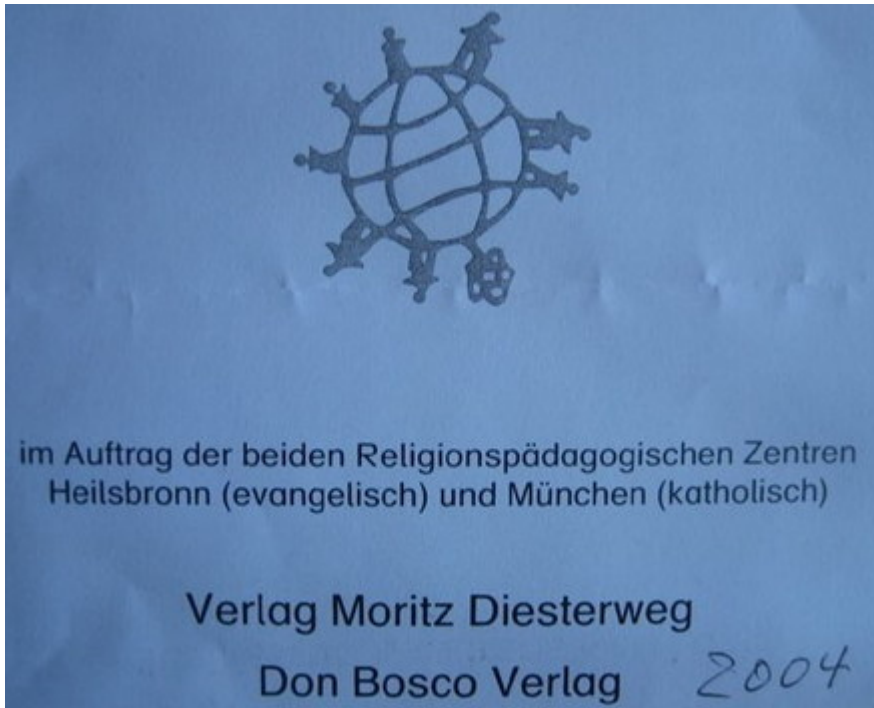 im Auftrag der beiden Religionspädagogischen Zentren
Heilsbronn (evangelisch) und München (katholisch)
Verlag Moritz Diesterweg
Don Bosco Verlag 2004